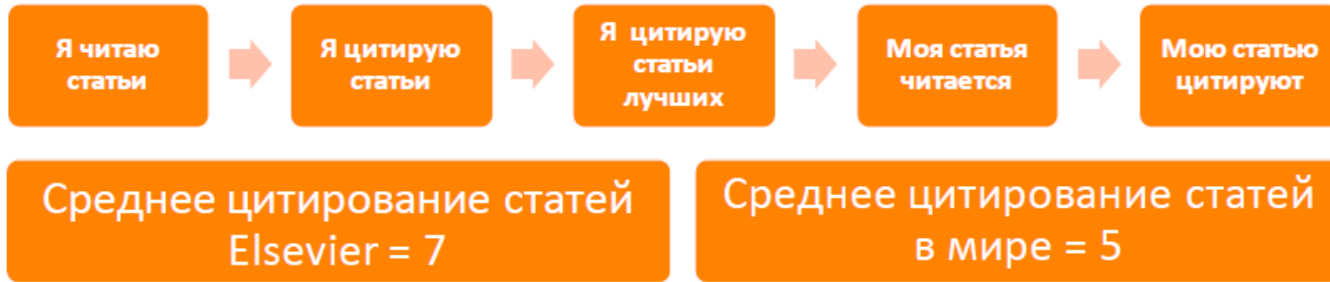 Я читаю
статьи
Я цитирую
статьи
Я цитирую
статьи
лучших
Моя статья
читается
Мою статью
цитируют
Среднее цитирование статей
Elsevier = 7
Среднее цитирование статей
в мире = 5